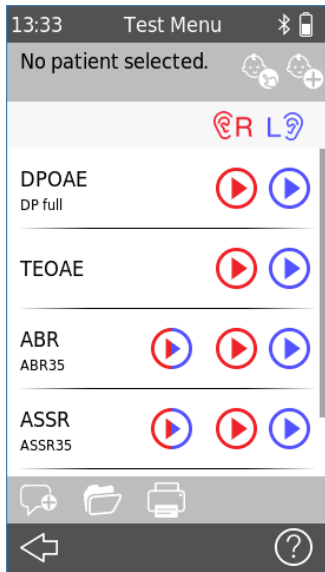 13:33 Test Menu
No patient selected.
R L
DPOAE
DP full
TEOAE
ABR
ABR35
ASSR
ASSR35
?